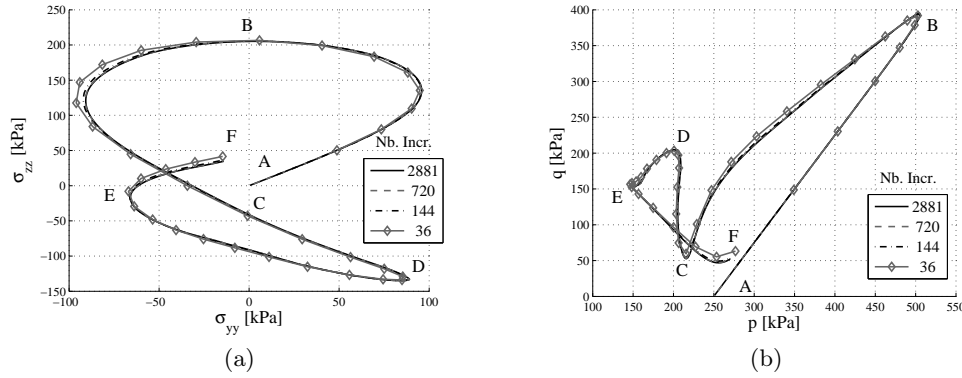 B
200
150
100
50
0
−50
−100
−150
−100
−50
0
50
100
σzz [kPa]
σyy [kPa]
F
A
E
C
D
Nb. Incr.
2881
720
144
36
(a)
400
350
300
250
200
150
100
50
0
100
150
200
250
300
350
400
450
500
550
q [kPa]
p [kPa]
B
D
E
C
F
A
Nb. Incr.
2881
720
144
36
(b)